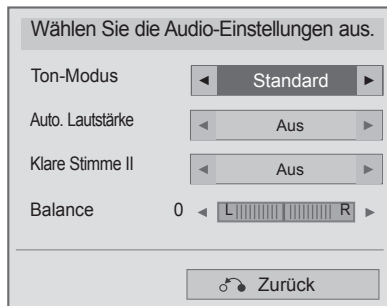 Wählen Sie die Audio-Einstellungen aus.
Ton-Modus ◄ Standard ►
Auto. Lautstärke ◄ Aus ►
Klare Stimme II ◄ Aus ►
Balance 0 ◄ L R ►
Zurück